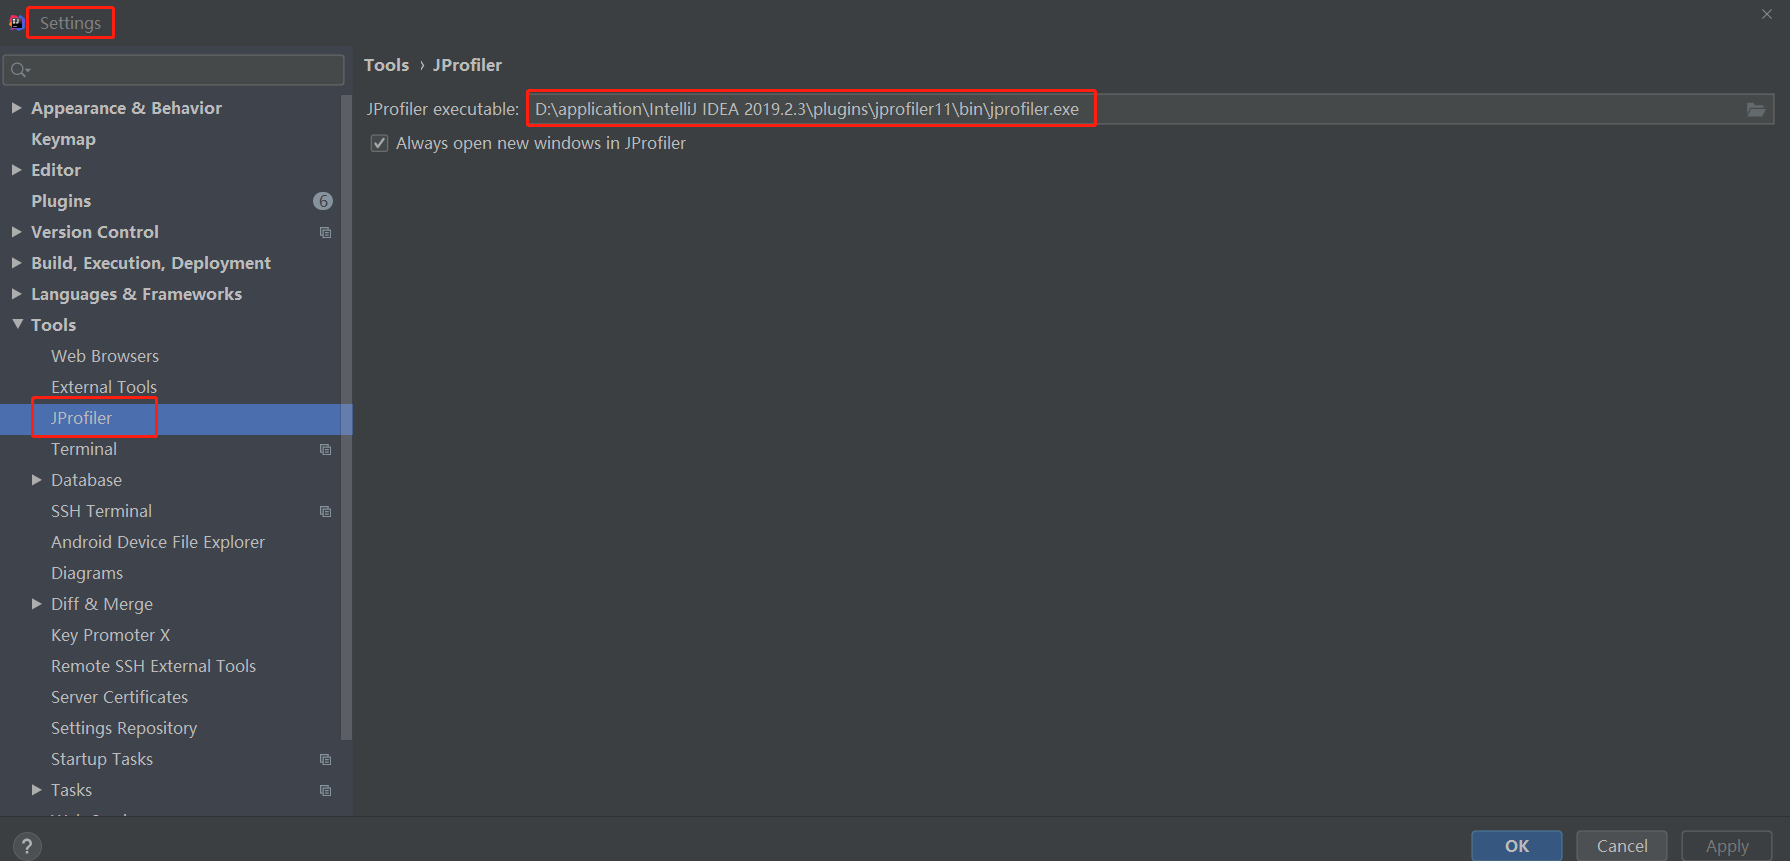 Settings
Appearance & Behavior
Keymap
Editor
Plugins 6
Version Control
Build, Execution, Deployment
Languages & Frameworks
Tools
Web Browsers
External Tools
JProfiler
Terminal
Database
SSH Terminal
Android Device File Explorer
Diagrams
Diff & Merge
Key Promoter X
Remote SSH External Tools
Server Certificates
Settings Repository
Startup Tasks
Tasks
Tools › JProfiler
JProfiler executable: D:\application\IntelliJ IDEA 2019.2.3\plugins\jprofiler11\bin\jprofiler.exe
Always open new windows in JProfiler
?
OK Cancel Apply